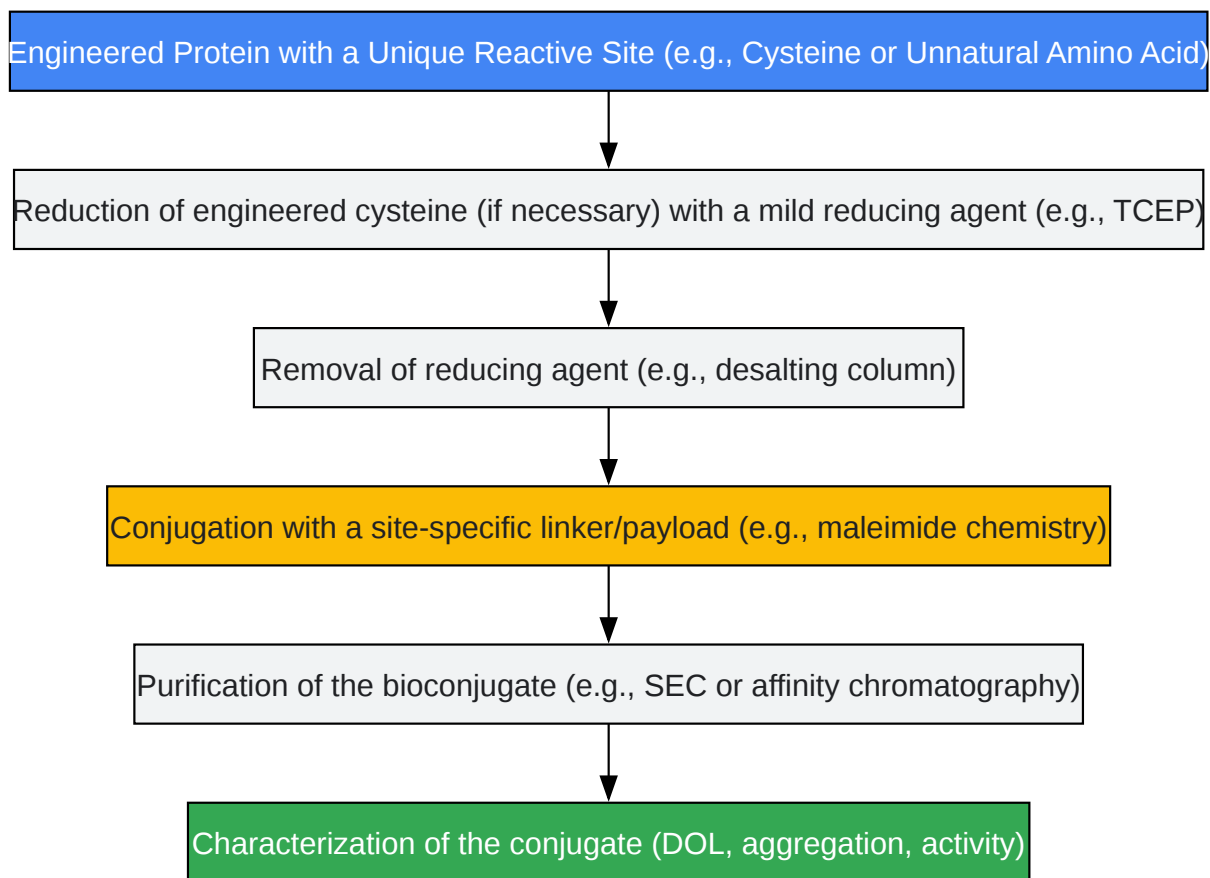 Engineered Protein with a Unique Reactive Site (e.g., Cysteine or Unnatural Amino Acid)
Reduction of engineered cysteine (if necessary) with a mild reducing agent (e.g., TCEP)
Removal of reducing agent (e.g., desalting column)
Conjugation with a site-specific linker/payload (e.g., maleimide chemistry)
Purification of the bioconjugate (e.g., SEC or affinity chromatography)
Characterization of the conjugate (DOL, aggregation, activity)